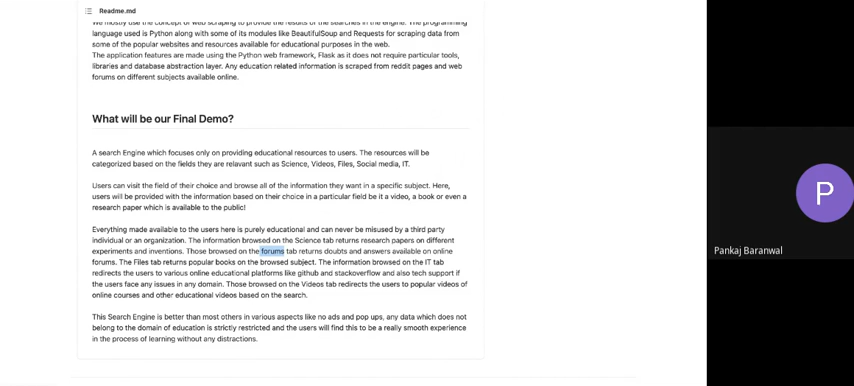 Readme.md
We mostly use the concept of web scraping to provide the results of the searches in the engine. The programming
language used is Python along with some of its modules like BeautifulSoup and Requests for scraping data from
some of the popular websites and resources available for educational purposes in the web.
The application features are made using the Python web framework, Flask as it does not require particular tools,
libraries and database abstraction layer. Any education related information is scraped from reddit pages and web
forums on different subjects available online.
What will be our Final Demo?
A search Engine which focuses only on providing educational resources to users. The resources will be
categorized based on the fields they are relavant such as Science, Videos, Files, Social media, IT.
Users can visit the field of their choice and browse all of the information they want in a specific subject. Here,
users will be provided with the information based on their choice in a particular field be it a video, a book or even a
research paper which is available to the public!
Everything made available to the users here is purely educational and can never be misused by a third party
individual or an organization. The information browsed on the Science tab returns research papers on different
experiments and inventions. Those browsed on the forums tab returns doubts and answers available on online
forums. The Files tab returns popular books on the browsed subject. The information browsed on the IT tab
redirects the users to various online educational platforms like github and stackoverflow and also tech support if
the users face any issues in any domain. Those browsed on the Videos tab redirects the users to popular videos of
online courses and other educational videos based on the search.
This Search Engine is better than most others in various aspects like no ads and pop ups, any data which does not
belong to the domain of education is strictly restricted and the users will find this to be a really smooth experience
in the process of learning without any distractions.
P
Pankaj Baranwal